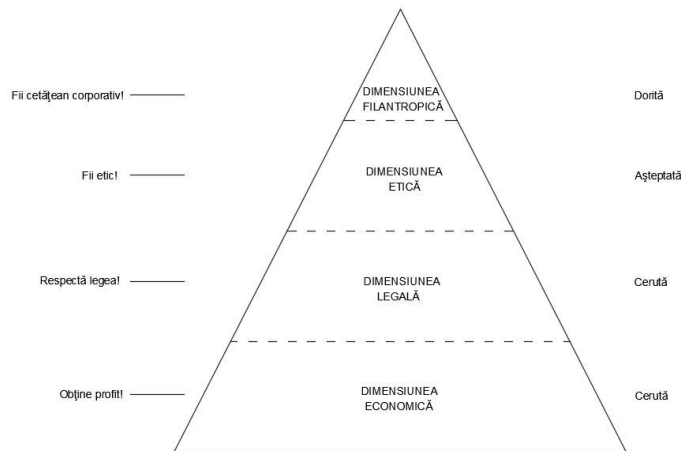 DIMENSIUNEA
FILANTROPICĂ
Fii cetăţean corporativ!
Dorită
DIMENSIUNEA
ETICĂ
Fii etic!
Aşteptată
DIMENSIUNEA
LEGALĂ
Respectă legea!
Cerută
DIMENSIUNEA
ECONOMICĂ
Obţine profit!
Cerută